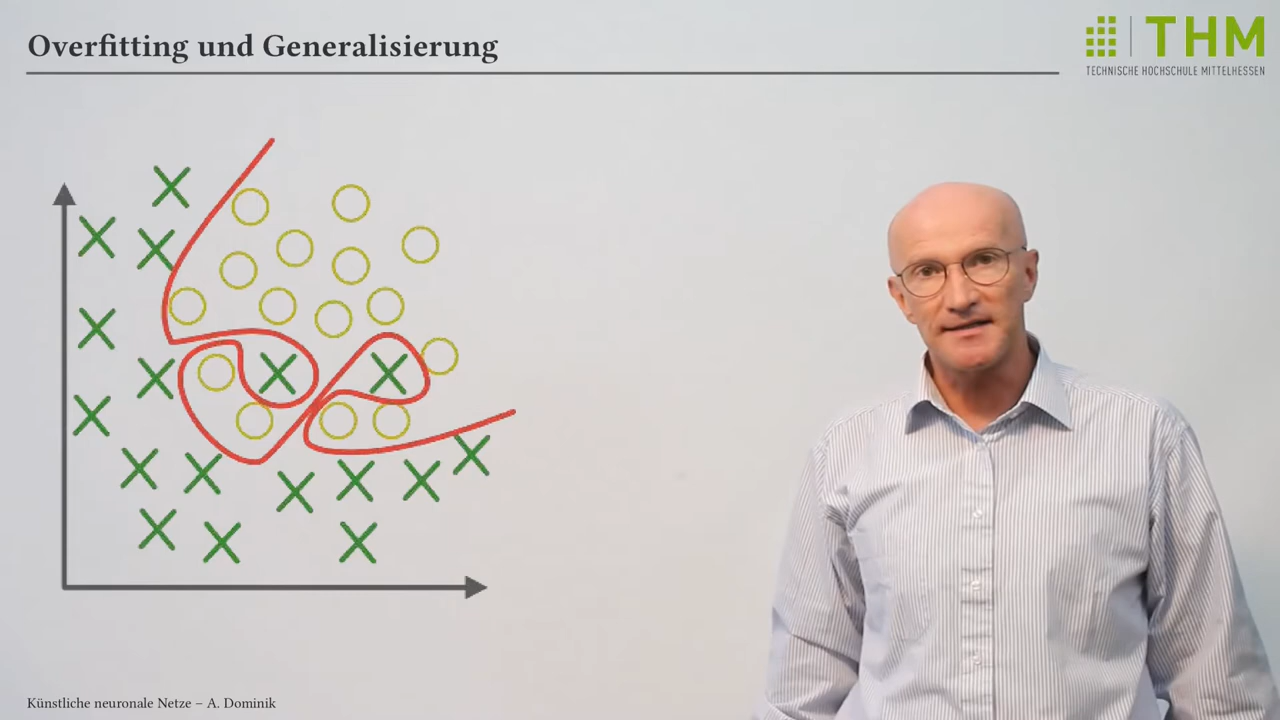 Overfitting und Generalisierung
THM
TECHNISCHE HOCHSCHULE MITTELHESSEN
Künstliche neuronale Netze – A. Dominik